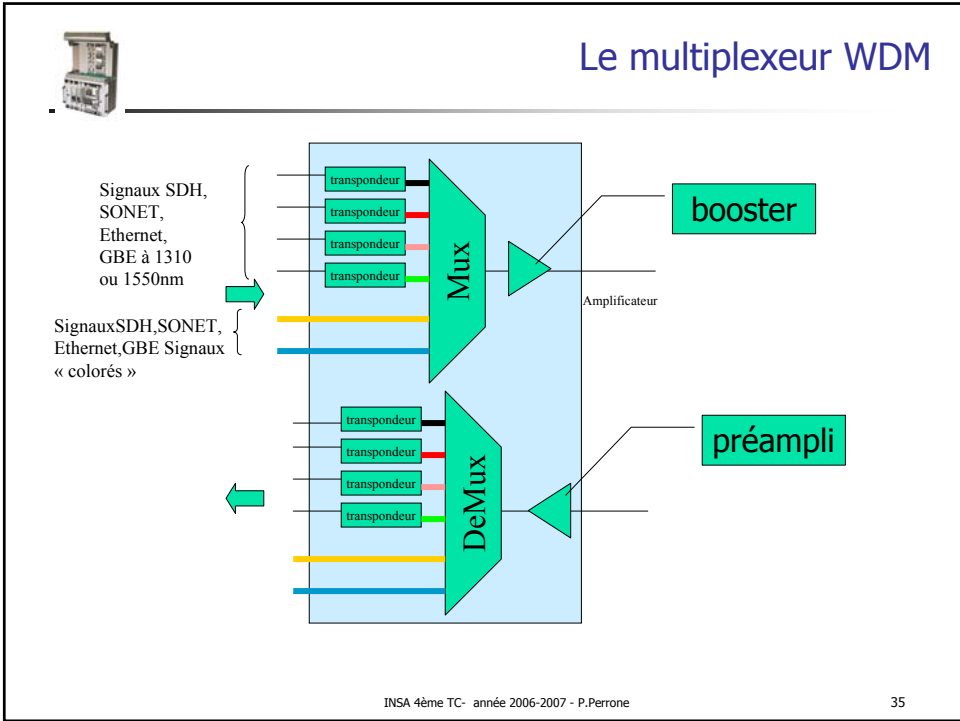 Le multiplexeur WDM
Signaux SDH,
SONET,
Ethernet,
GBE à 1310
ou 1550nm
SignauxSDH,SONET,
Ethernet,GBE Signaux
« colorés »
transpondeur
transpondeur
transpondeur
transpondeur
Mux
booster
Amplificateur
transpondeur
transpondeur
transpondeur
transpondeur
DeMux
préampli
INSA 4ème TC- année 2006-2007 - P.Perrone
35